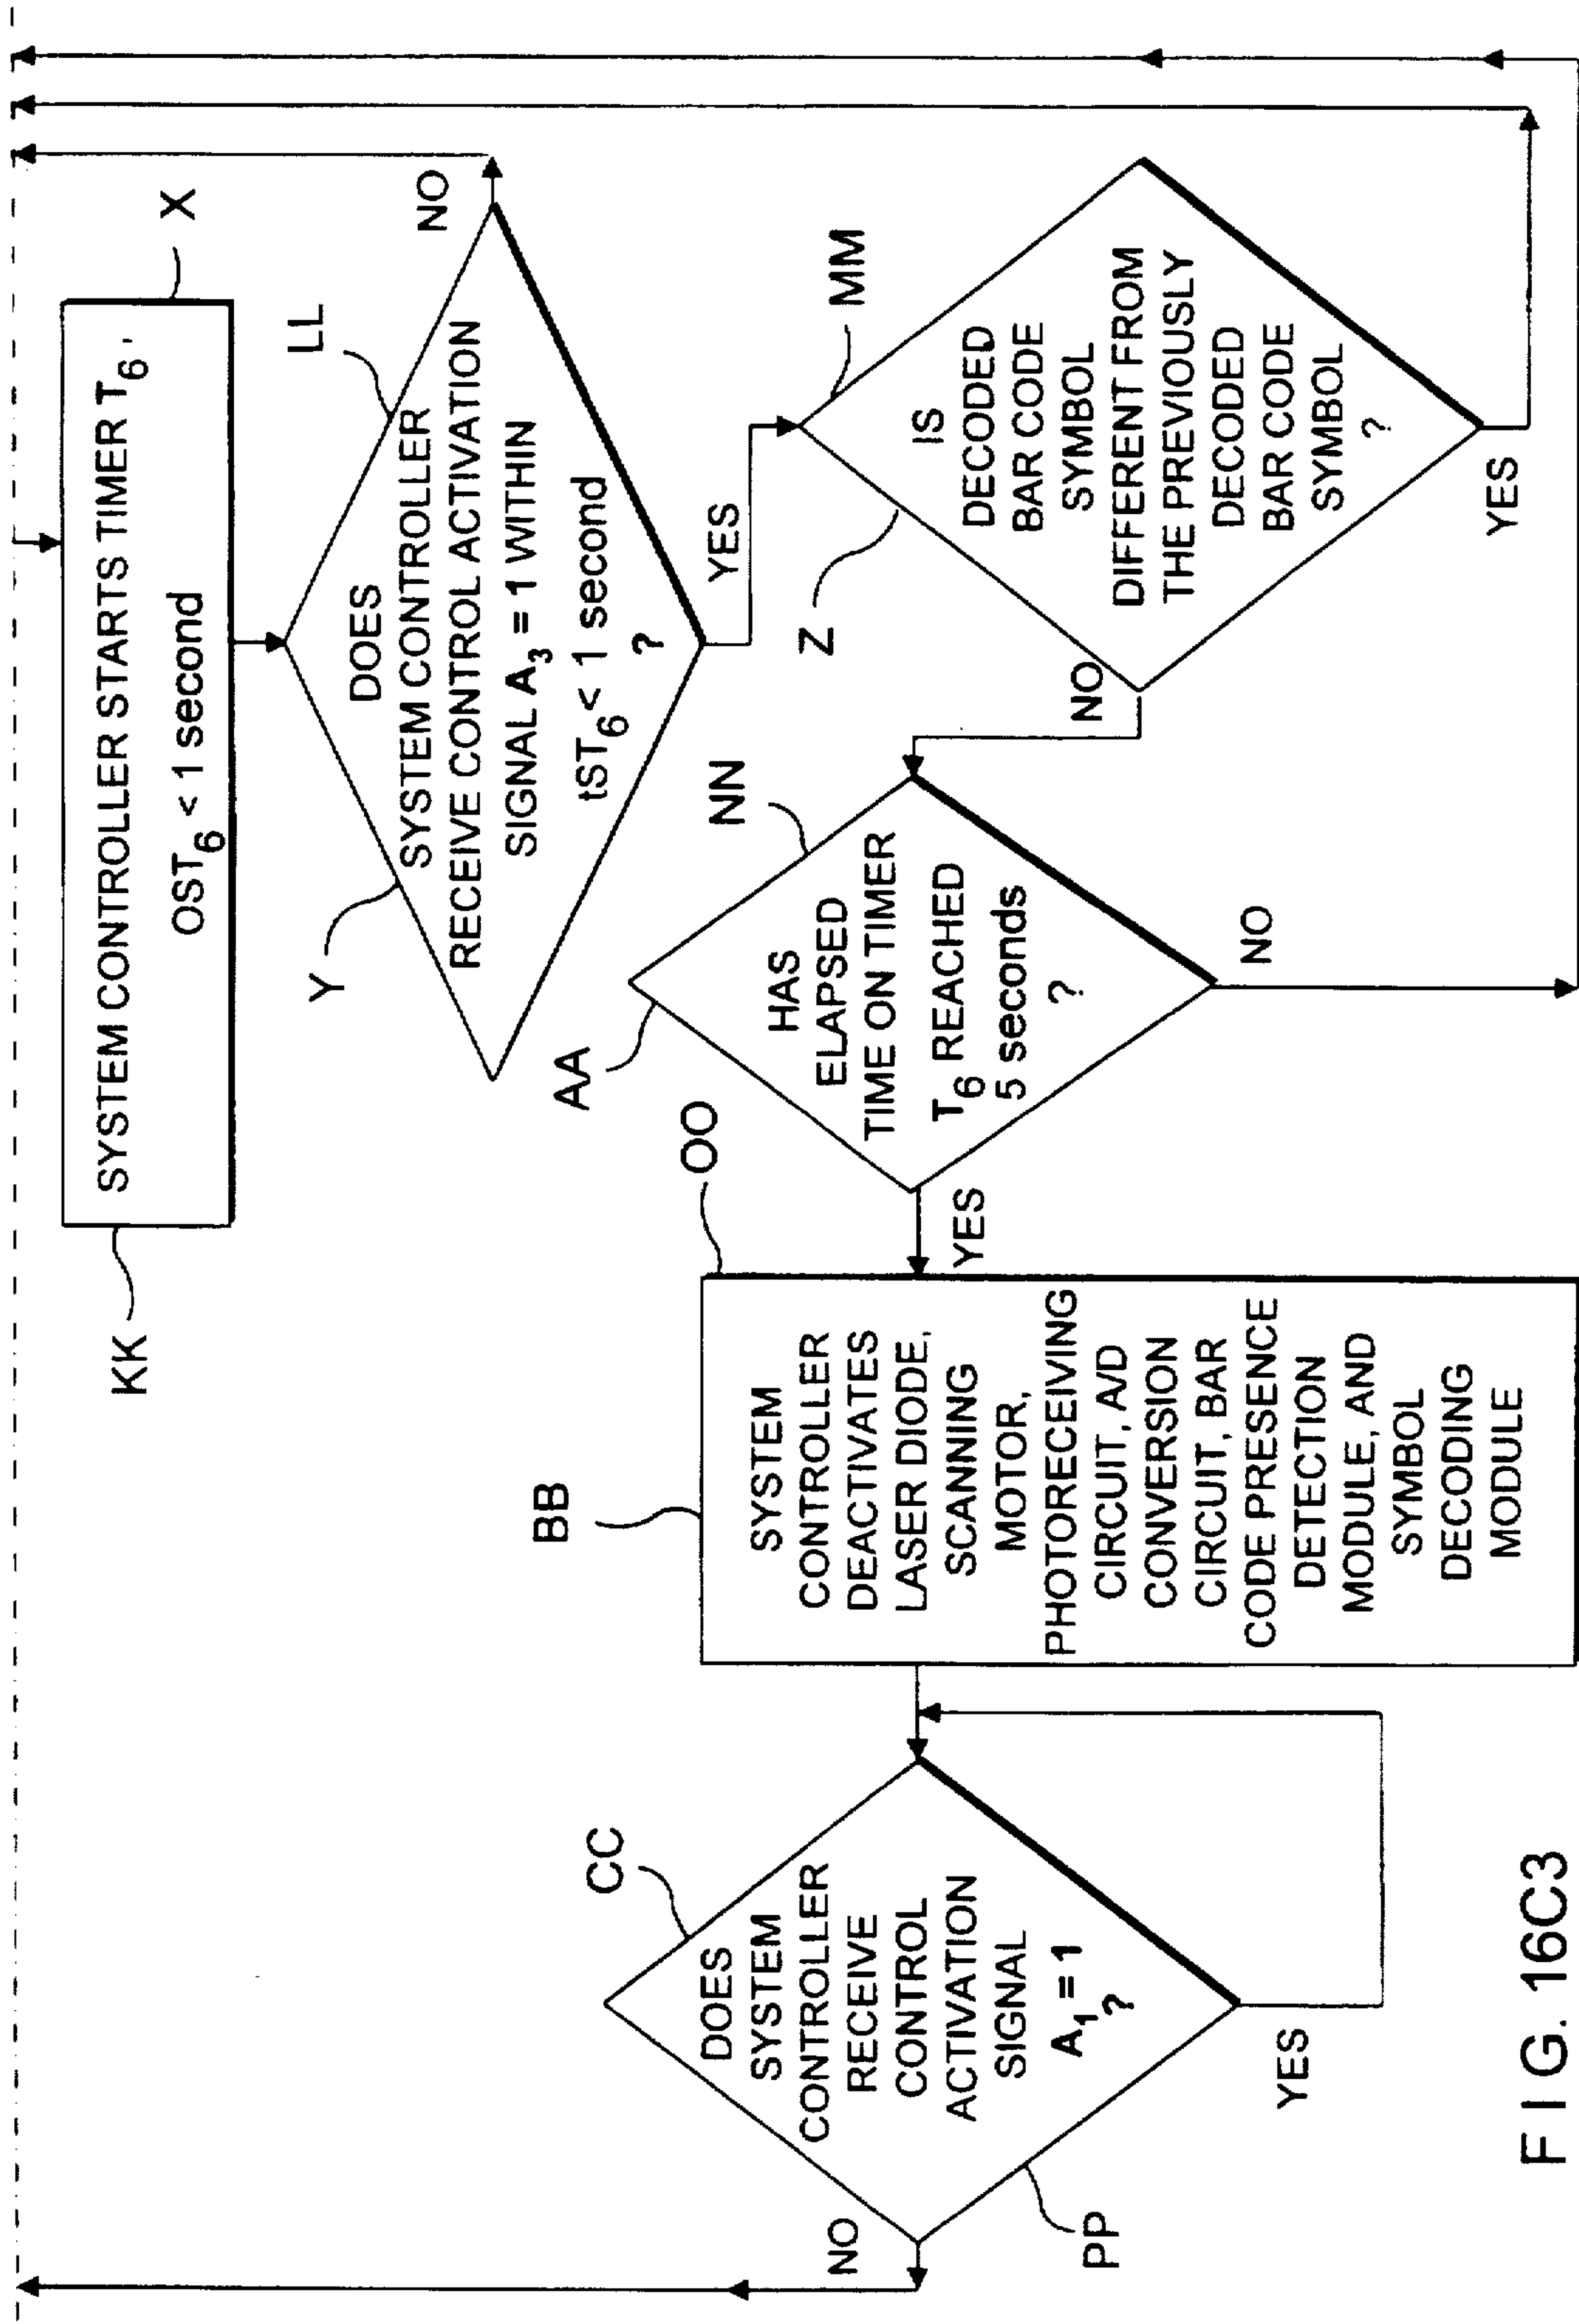 KK
X
SYSTEM CONTROLLER STARTS TIMER T6,
OST6 < 1 second
Y
LL
DOES
SYSTEM CONTROLLER
RECEIVE CONTROL ACTIVATION
SIGNAL A3 = 1 WITHIN
tST6 < 1 second
?
NO
YES
Z
MM
IS
DECODED
BAR CODE
SYMBOL
DIFFERENT FROM
THE PREVIOUSLY
DECODED
BAR CODE
SYMBOL
?
NO
YES
AA
NN
HAS
ELAPSED
TIME ON TIMER
T6 REACHED
5 seconds
?
YES
NO
BB
OO
SYSTEM
CONTROLLER
DEACTIVATES
LASER DIODE,
SCANNING
MOTOR,
PHOTORECEIVING
CIRCUIT, A/D
CONVERSION
CIRCUIT, BAR
CODE PRESENCE
DETECTION
MODULE, AND
SYMBOL
DECODING
MODULE
CC
PP
DOES
SYSTEM
CONTROLLER
RECEIVE
CONTROL
ACTIVATION
SIGNAL
A1 = 1
?
NO
YES
FIG. 16C3